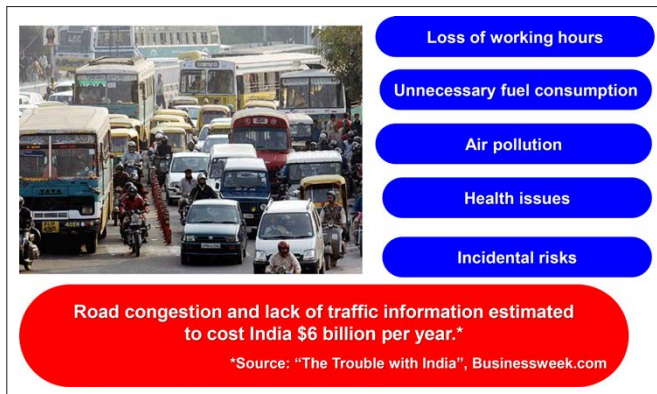 Loss of working hours
Unnecessary fuel consumption
Air pollution
Health issues
Incidental risks
Road congestion and lack of traffic information estimated
to cost India $6 billion per year.*
*Source: “The Trouble with India”, Businessweek.com